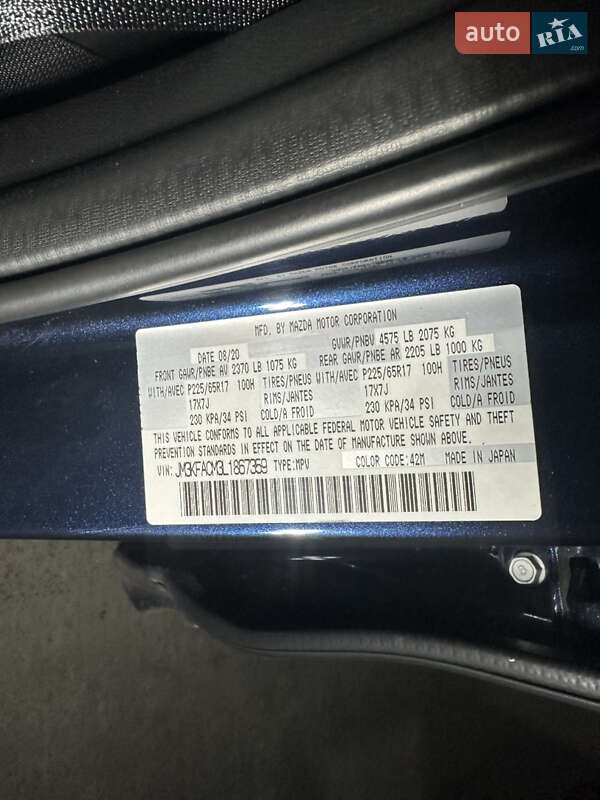 auto RIA .com
MFD. BY MAZDA MOTOR CORPORATION
DATE 08/20 GVWR/PNBV 4575 LB 2075 KG
FRONT GAWR/PNBE AV 2370 LB 1075 KG REAR GAWR/PNBE AR 2205 LB 1000 KG
WITH/AVEC P225/65R17 100H TIRES/PNEUS WITH/AVEC P225/65R17 100H TIRES/PNEUS
17X7J RIMS/JANTES 17X7J RIMS/JANTES
230 KPA/34 PSI COLD/A FROID 230 KPA/34 PSI COLD/A FROID
THIS VEHICLE CONFORMS TO ALL APPLICABLE FEDERAL MOTOR VEHICLE SAFETY AND THEFT
PREVENTION STANDARDS IN EFFECT ON THE DATE OF MANUFACTURE SHOWN ABOVE.
VIN: JM3KFACM3L1867359 TYPE:MPV COLOR CODE:42M MADE IN JAPAN